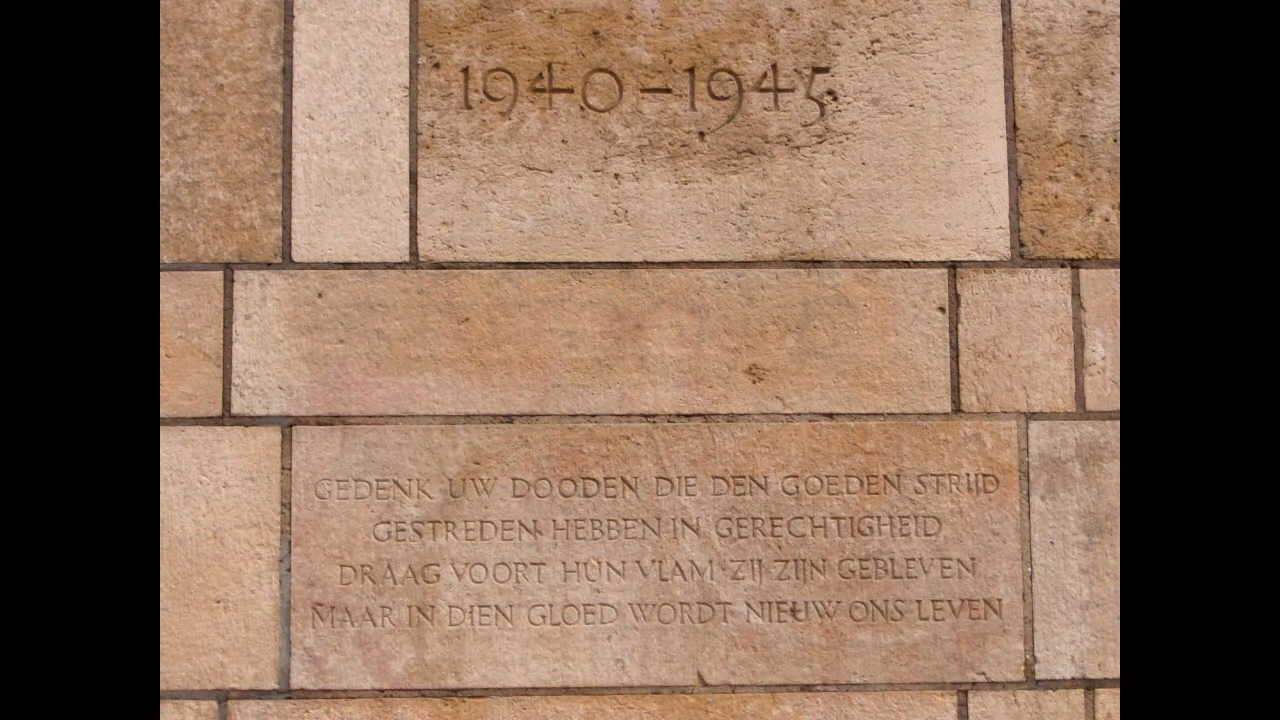 1940-1945
GEDENK UW DOODEN DIE DEN GOEDEN STRIJD
GESTREDEN HEBBEN IN GERECHTIGHEID
DRAAG VOORT HUN VLAM ZIJ ZIJN GEBLEVEN
MAAR IN DIEN GLOED WORDT NIEUW ONS LEVEN